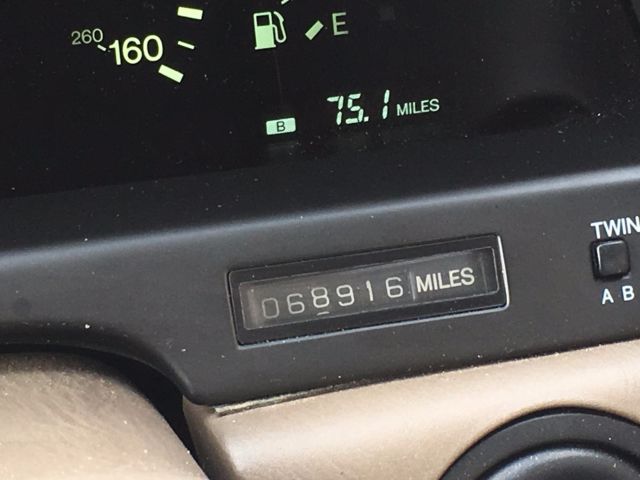 260 160 E
B 75.1 MILES
068916 MILES
TWIN
A B